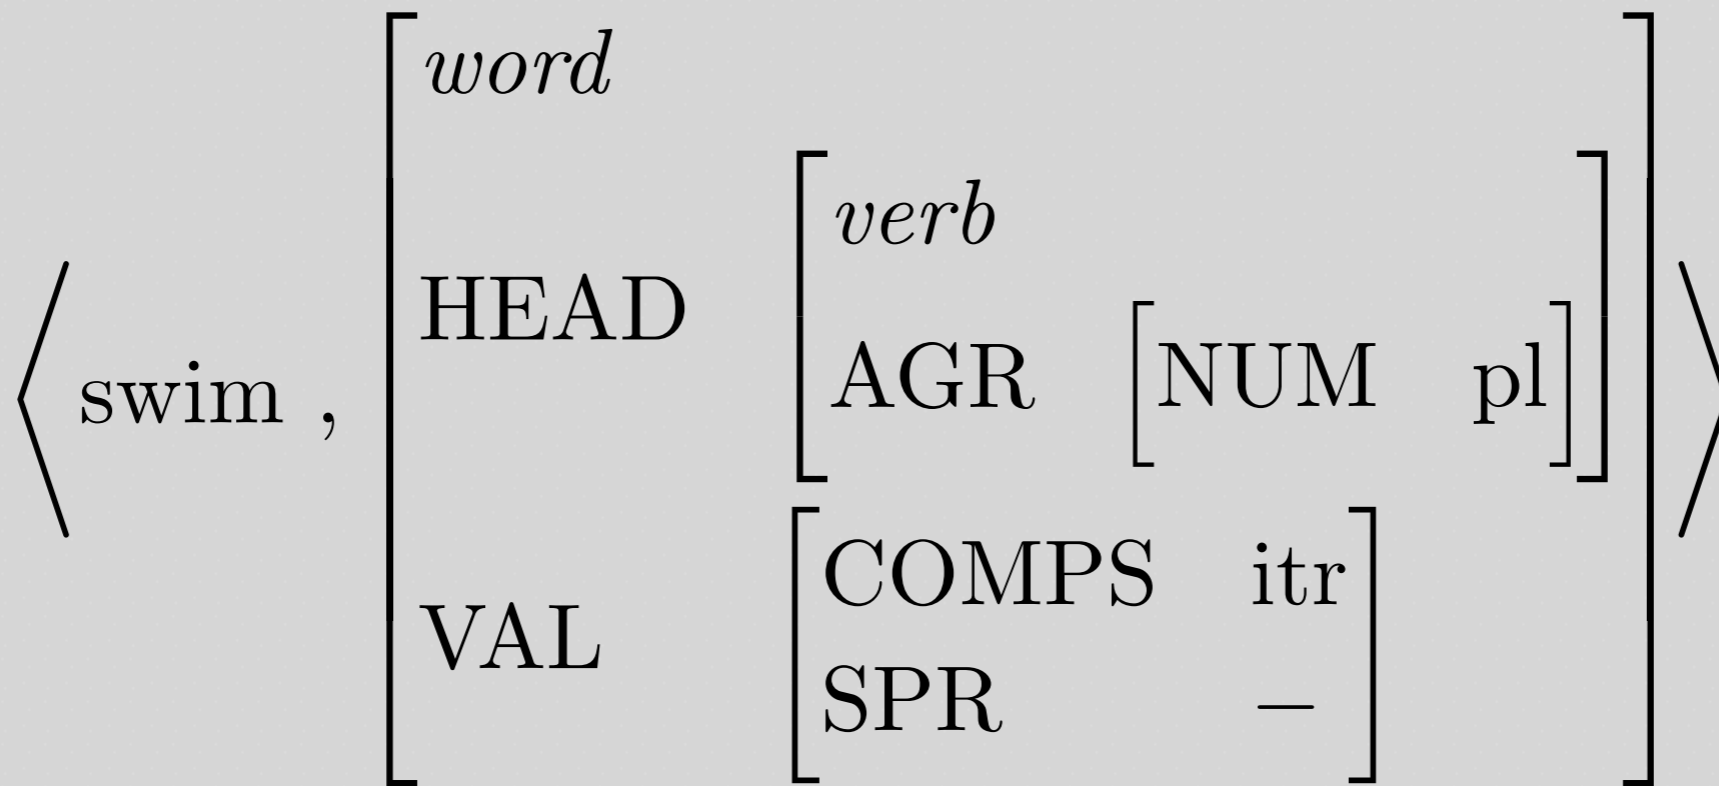 word
verb
HEAD
AGR [NUM pl]
⟨swim ,
COMPS itr
VAL
SPR −